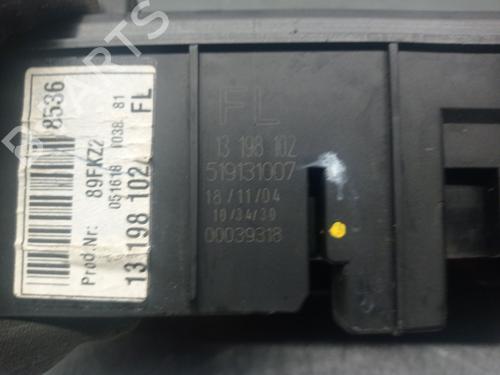 8536
051618 1038. 81
Prod.Nr: 89FKZ2
13 198 102 FL
FL
13 198 102
519131007
18/11/04
10/34/30
00039318
PARTS